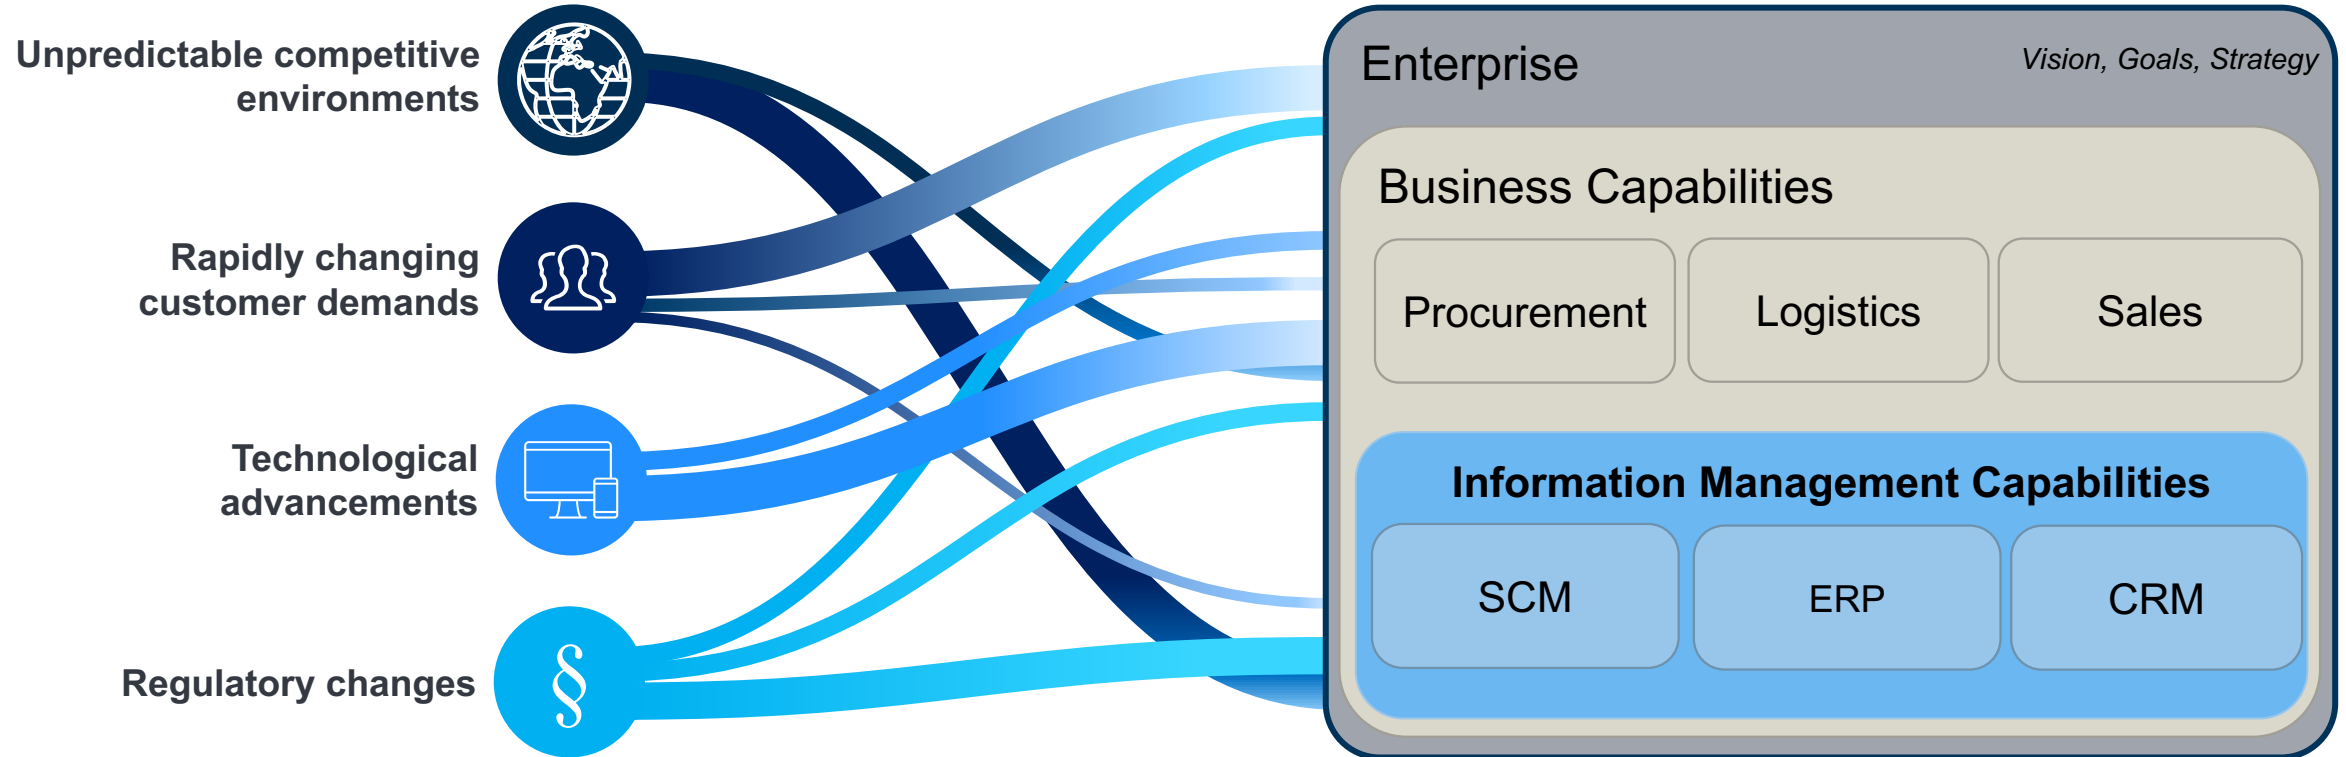 Unpredictable competitive
environments
Rapidly changing
customer demands
Technological
advancements
§
Regulatory changes
Enterprise
Vision, Goals, Strategy
Business Capabilities
Procurement
Logistics
Sales
Information Management Capabilities
SCM
ERP
CRM